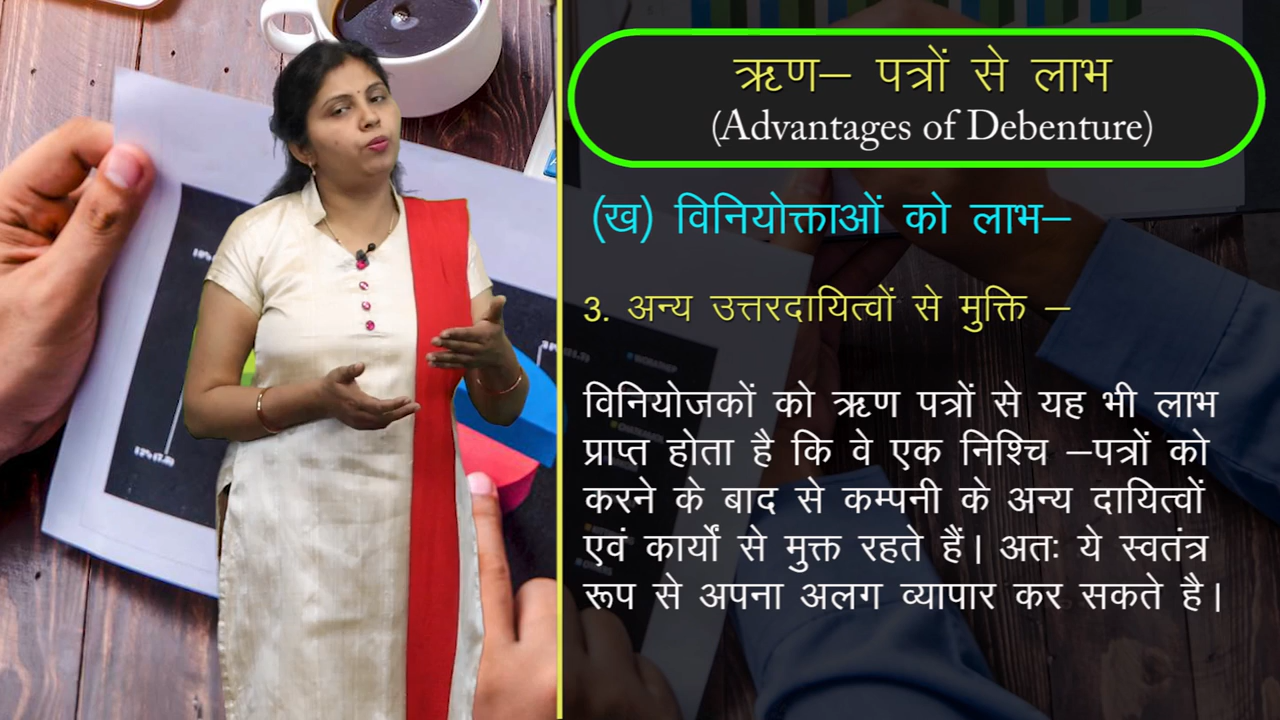 ऋण– पत्रों से लाभ
(Advantages of Debenture)
(ख) विनियोक्ताओं को लाभ–
3. अन्य उत्तरदायित्वों से मुक्ति –
विनियोजकों को ऋण पत्रों से यह भी लाभ
प्राप्त होता है कि वे एक निश्चि –पत्रों को
करने के बाद से कम्पनी के अन्य दायित्वों
एवं कार्यों से मुक्त रहते हैं। अतः ये स्वतंत्र
रूप से अपना अलग व्यापार कर सकते है।